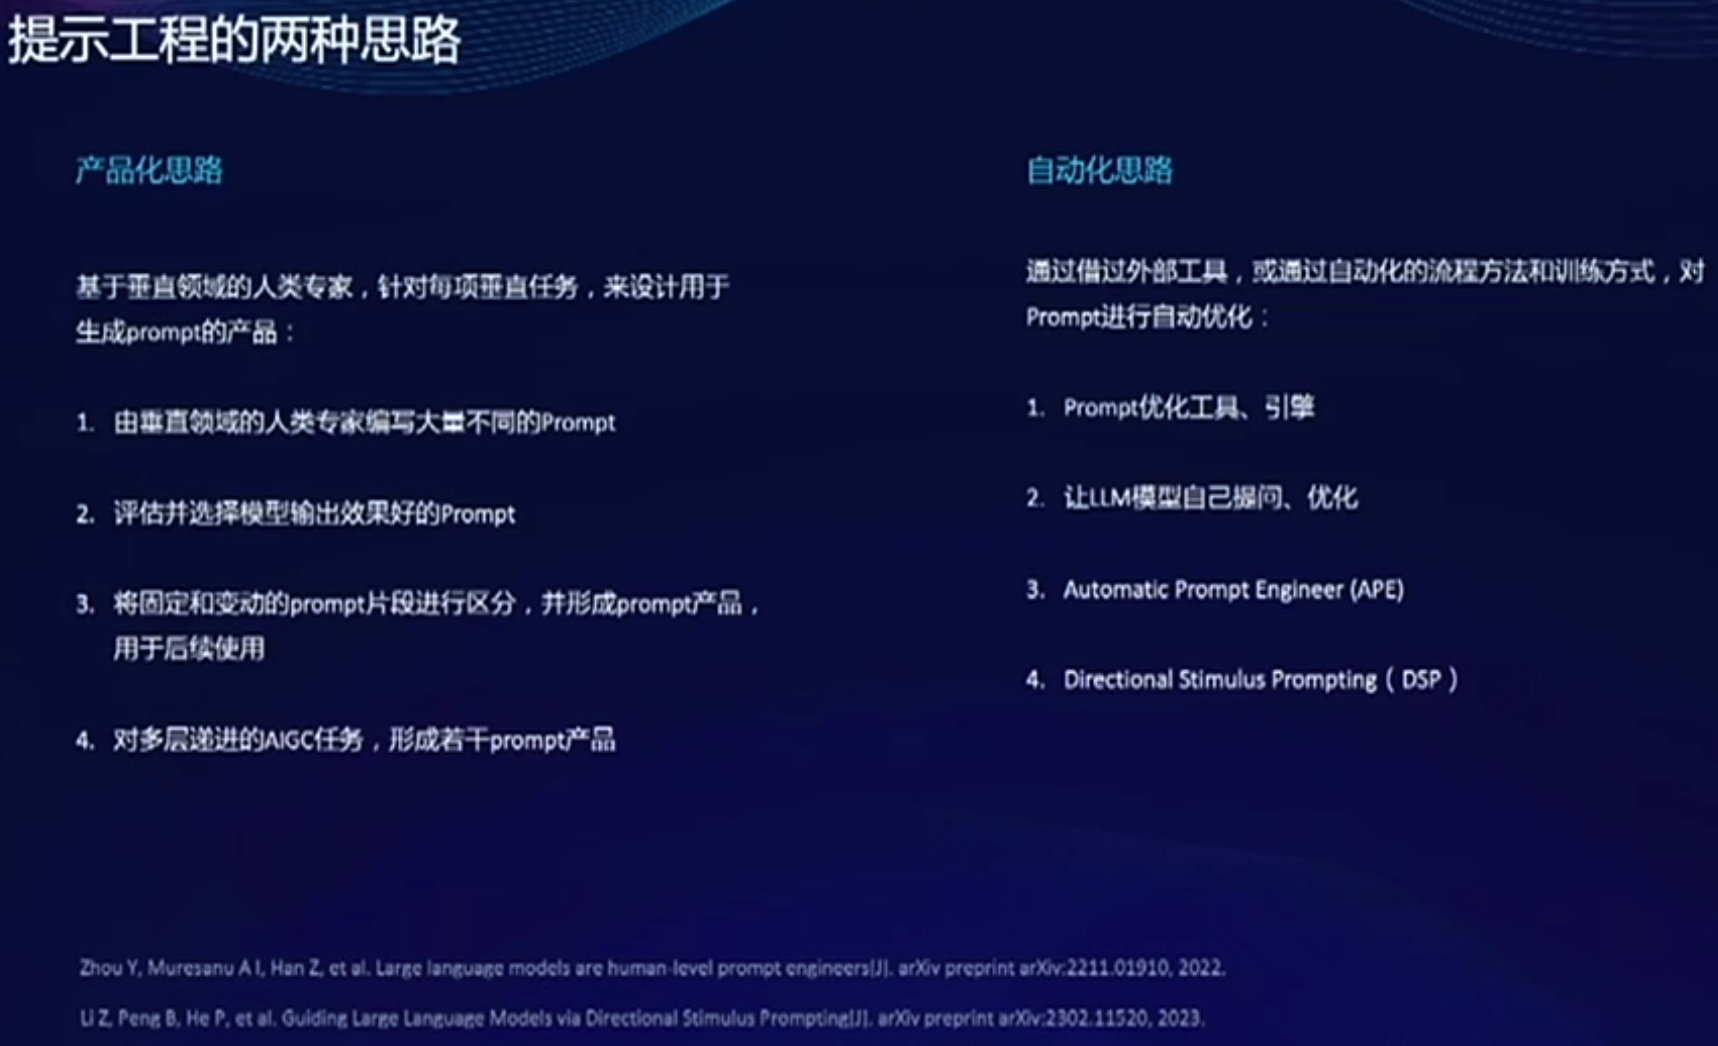 提示工程的两种思路
产品化思路
基于垂直领域的人类专家，针对每项垂直任务，来设计用于
生成prompt的产品：
1. 由垂直领域的人类专家编写大量不同的Prompt
2. 评估并选择模型输出效果好的Prompt
3. 将固定和变动的prompt片段进行区分，并形成prompt产品，
用于后续使用
4. 对多层递进的AIGC任务，形成若干prompt产品
自动化思路
通过借过外部工具，或通过自动化的流程方法和训练方式，对
Prompt进行自动优化：
1. Prompt优化工具、引擎
2. 让LLM模型自己提问、优化
3. Automatic Prompt Engineer (APE)
4. Directional Stimulus Prompting（DSP）
Zhou Y, Muresanu A I, Han Z, et al. Large language models are human-level prompt engineers[J]. arXiv preprint arXiv:2211.01910, 2022.
Li Z, Peng B, He P, et al. Guiding Large Language Models via Directional Stimulus Prompting[J]. arXiv preprint arXiv:2302.11520, 2023.